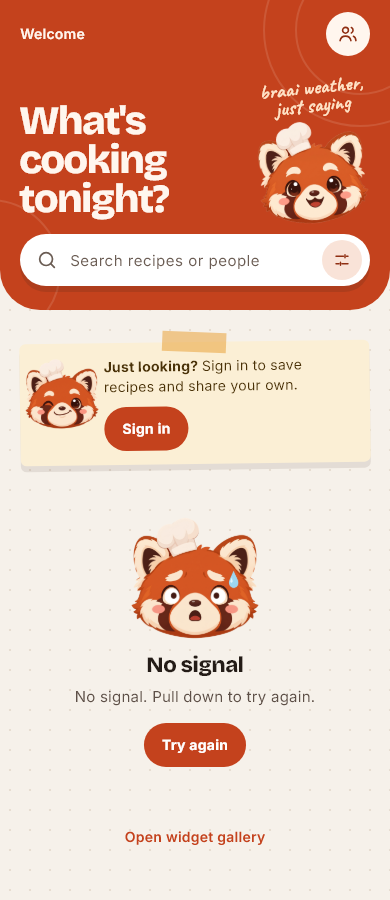 Welcome
braai weather,
just saying
What's
cooking
tonight?
Search recipes or people
Just looking? Sign in to save
recipes and share your own.
Sign in
No signal
No signal. Pull down to try again.
Try again
Open widget gallery